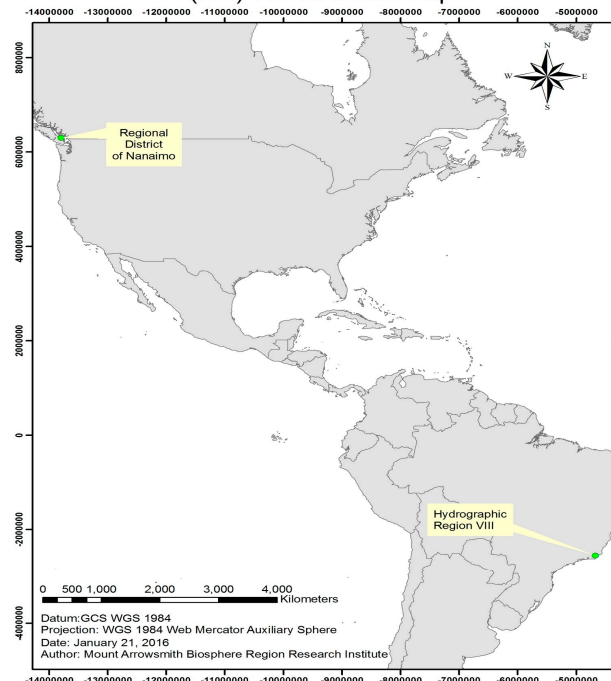 -14000000 -13000000 -12000000 -11000000 -10000000 -9000000 -8000000 -7000000 -6000000 -5000000
8000000
6000000
4000000
2000000
0
-2000000
-4000000
N
W E
S
Regional
District
of Nanaimo
Hydrographic
Region VIII
0 500 1,000 2,000 3,000 4,000
Kilometers
Datum:GCS WGS 1984
Projection: WGS 1984 Web Mercator Auxiliary Sphere
Date: January 21, 2016
Author: Mount Arrowsmith Biosphere Region Research Institute
-14000000 -13000000 -12000000 -11000000 -10000000 -9000000 -8000000 -7000000 -6000000 -5000000